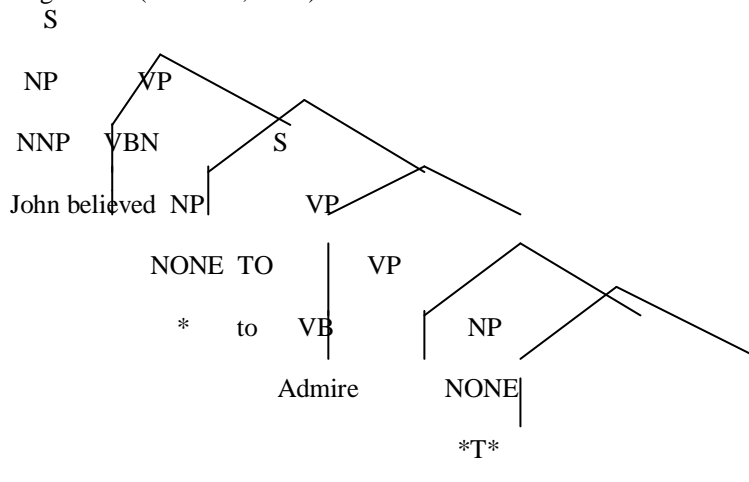 S
NP VP
NNP VBN S
John believed NP VP
NONE TO VP
* to VB NP
Admire NONE
*T*